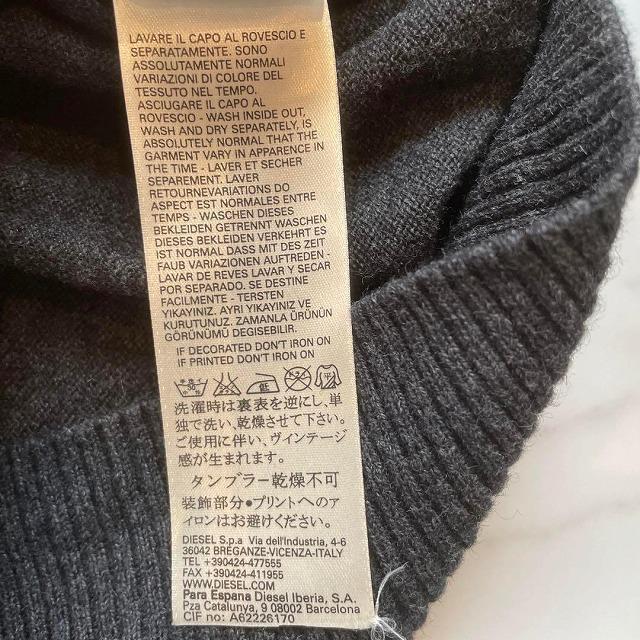 LAVARE IL CAPO AL ROVESCIO E
SEPARATAMENTE. SONO
ASSOLUTAMENTE NORMALI
VARIAZIONI DI COLORE DEL
TESSUTO NEL TEMPO.
ASCIUGARE IL CAPO AL
ROVESCIO - WASH INSIDE OUT,
WASH AND DRY SEPARATELY, IS
ABSOLUTELY NORMAL THAT THE
GARMENT VARY IN APPARENCE IN
THE TIME - LAVER ET SECHER
SEPAREMENT. LAVER
RETOURNEVARIATIONS DO
ASPECT EST NORMALES ENTRE
TEMPS - WASCHEN DIESES
BEKLEIDEN GETRENNT WASCHEN
DIESES BEKLEIDEN VERKEHRT ES
IST NORMAL DASS MIT DES ZEIT
FAUB VARIATIONEN AUFTREDEN -
LAVAR DE REVES LAVAR Y SECAR
POR SEPARADO. SE DESTINE
FACILMENTE - TERSTEN
YIKAYINIZ. AYRI YIKAYINIZ VE
KURUTUNUZ. ZAMANLA ÜRÜNÜN
GÖRÜNÜMÜ DEGISEBILIR.
IF DECORATED DON'T IRON ON
IF PRINTED DON'T IRON ON
洗濯時は裏表を逆にし、単
独で洗い、乾燥させて下さい。
ご使用に伴い、ヴィンテージ
感が生まれます。
タンブラー乾燥不可
装飾部分●プリントへのア
イロンはお避けください。
DIESEL S.p.a Via dell'Industria, 4-6
36042 BREGANZE-VICENZA-ITALY
TEL +390424-477555
FAX +390424-411955
WWW.DIESEL.COM
Para Espana Diesel Iberia, S.A.
Pza Catalunya, 9 08002 Barcelona
CIF no: A62226170